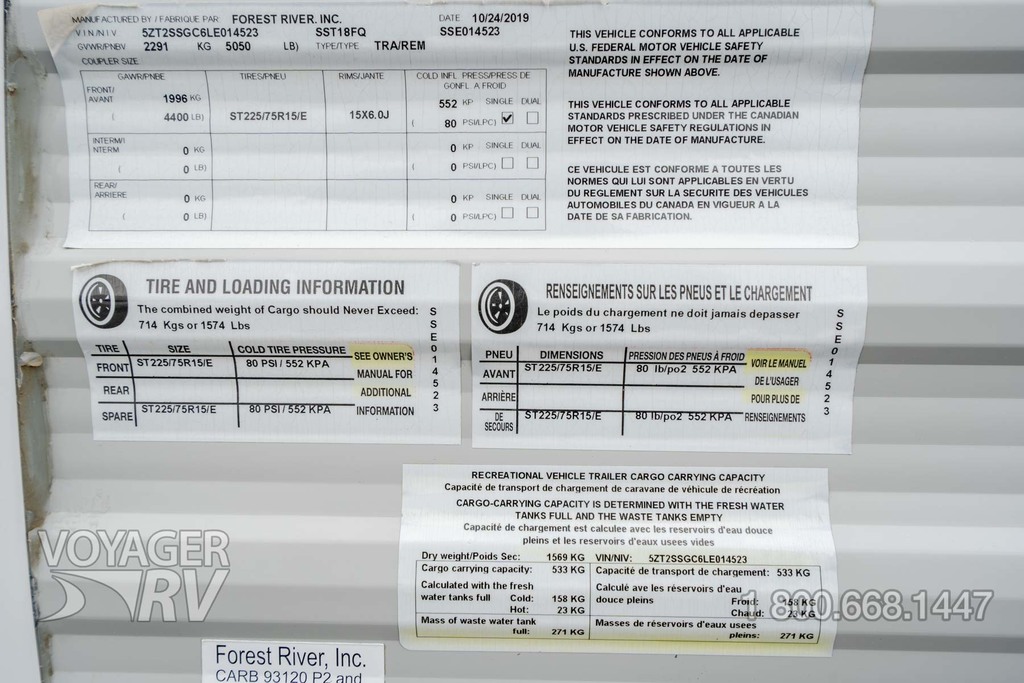 MANUFACTURED BY / FABRIQUE PAR FOREST RIVER. INC. DATE 10/24/2019
VIN/NIV 5ZT2SSGC6LE014523 SST18FQ SSE014523
GVWR/PNBV 2291 KG 5050 LB) TYPE/TYPE TRA/REM
COUPLER SIZE
GAWR/PNBE TIRES/PNEU RIMS/JANTE COLD INFL PRESS/PRESS DE
GONFL A FROID
FRONT/
AVANT 1996 KG 552 KP SINGLE DUAL
( 4400 LB) ST225/75R15/E 15X6.0J ( 80 PSI/LPC)
INTERM/I
NTERM 0 KG 0 KP SINGLE DUAL
( 0 LB) ( 0 PSI/LPC)
REAR/
ARRIERE 0 KG 0 KP SINGLE DUAL
( 0 LB) ( 0 PSI/LPC)
THIS VEHICLE CONFORMS TO ALL APPLICABLE
U.S. FEDERAL MOTOR VEHICLE SAFETY
STANDARDS IN EFFECT ON THE DATE OF
MANUFACTURE SHOWN ABOVE.
THIS VEHICLE CONFORMS TO ALL APPLICABLE
STANDARDS PRESCRIBED UNDER THE CANADIAN
MOTOR VEHICLE SAFETY REGULATIONS IN
EFFECT ON THE DATE OF MANUFACTURE.
CE VEHICULE EST CONFORME A TOUTES LES
NORMES QUI LUI SONT APPLICABLES EN VERTU
DU REGLEMENT SUR LA SECURITE DES VEHICULES
AUTOMOBILES DU CANADA EN VIGUEUR A LA
DATE DE SA FABRICATION.
TIRE AND LOADING INFORMATION
The combined weight of Cargo should Never Exceed:
714 Kgs or 1574 Lbs
TIRE SIZE COLD TIRE PRESSURE SEE OWNER'S
FRONT ST225/75R15/E 80 PSI / 552 KPA MANUAL FOR
REAR ADDITIONAL
SPARE ST225/75R15/E 80 PSI / 552 KPA INFORMATION
SSE014523
RENSEIGNEMENTS SUR LES PNEUS ET LE CHARGEMENT
Le poids du chargement ne doit jamais depasser
714 Kgs or 1574 Lbs
PNEU DIMENSIONS PRESSION DES PNEUS À FROID VOIR LE MANUEL
AVANT ST225/75R15/E 80 lb/po2 552 KPA DE L'USAGER
ARRIÈRE POUR PLUS DE
DE
SECOURS ST225/75R15/E 80 lb/po2 552 KPA RENSEIGNEMENTS
SSE014523
RECREATIONAL VEHICLE TRAILER CARGO CARRYING CAPACITY
Capacité de transport de chargement de caravane de véhicule de récréation
CARGO-CARRYING CAPACITY IS DETERMINED WITH THE FRESH WATER
TANKS FULL AND THE WASTE TANKS EMPTY
Capacité de chargement est calculee avec les reservoirs d'eau douce
pleins et les reservoirs d'eaux usees vides
Dry weight/Poids Sec: 1569 KG VIN/NIV: 5ZT2SSGC6LE014523
Cargo carrying capacity: 533 KG Capacité de transport de chargement: 533 KG
Calculated with the fresh Calculé ave les réservoirs d'eau
water tanks full Cold: 158 KG douce pleins Froid: 158 KG
Hot: 23 KG Chaud: 23 KG
Mass of waste water tank Masses de réservoirs d'eaux usees
full: 271 KG pleins: 271 KG
VOYAGER
RV
1 800.668.1447
Forest River, Inc.
CARB 93120 P2 and